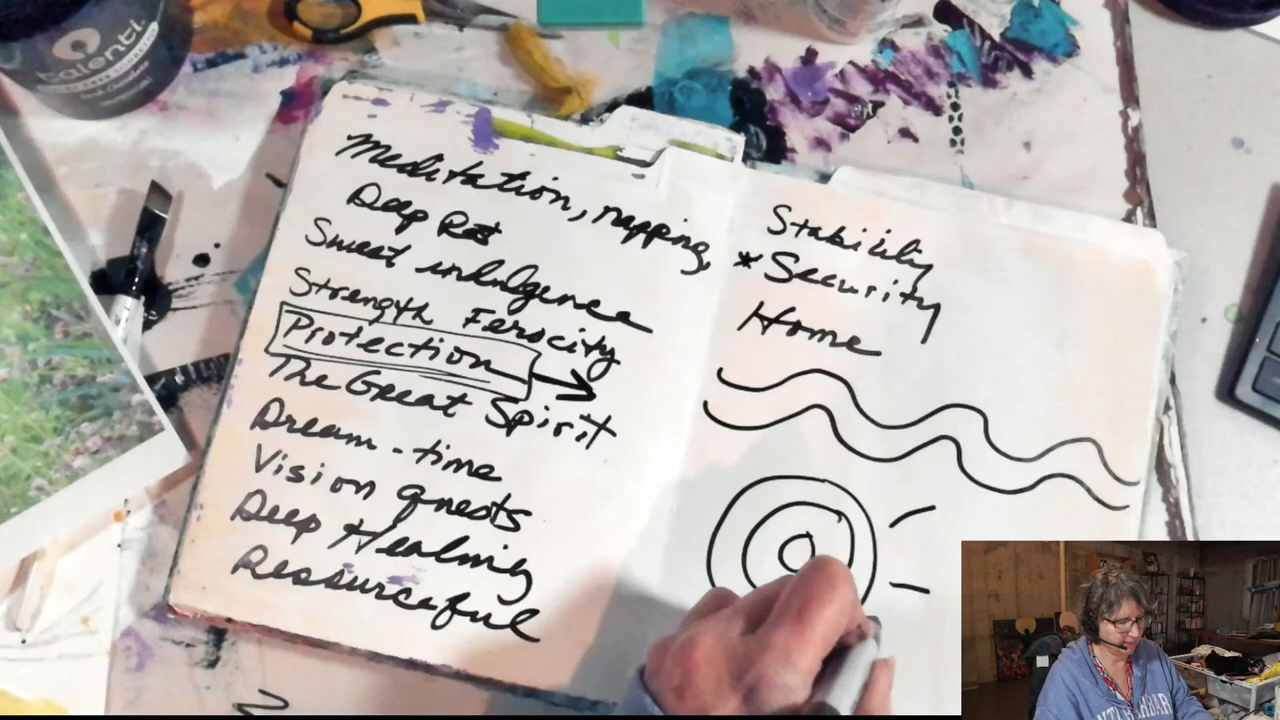 talenti
Meditation, napping,
Deep Rest
Sweet indulgence
Strength Ferocity
Protection
The Great Spirit
Dream-time
Vision quests
Deep Healing
Resourceful
Stability
*Security
Home